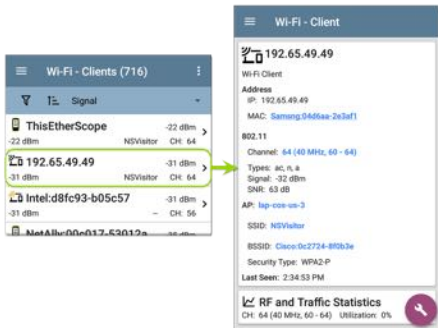 Wi-Fi - Clients (716)
Signal
ThisEtherScope
-22 dBm
-22 dBm
NSVisitor
CH: 64
192.65.49.49
-31 dBm
-31 dBm
NSVisitor
CH: 64
Intel:d8fc93-b05c57
-31 dBm
-31 dBm
--
CH: 56
NetAlly:00c017-53012a
Wi-Fi - Client
192.65.49.49
Wi-Fi Client
Address
IP: 192.65.49.49
MAC: Samsng:04d6aa-2e3af1
802.11
Channel: 64 (40 MHz, 60 - 64)
Types: ac, n, a
Signal: -32 dBm
SNR: 63 dB
AP: lap-cos-us-3
SSID: NSVisitor
BSSID: Cisco:0c2724-8f0b3e
Security Type: WPA2-P
Last Seen: 2:34:53 PM
RF and Traffic Statistics
CH: 64 (40 MHz, 60 - 64) Utilization: 0%